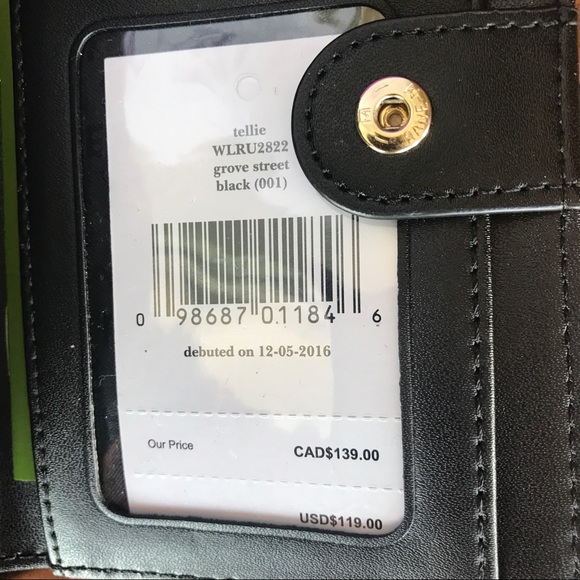 tellie
WLRU2822
grove street
black (001)
0 98687 01184 6
debuted on 12-05-2016
Our Price CAD$139.00
USD$119.00